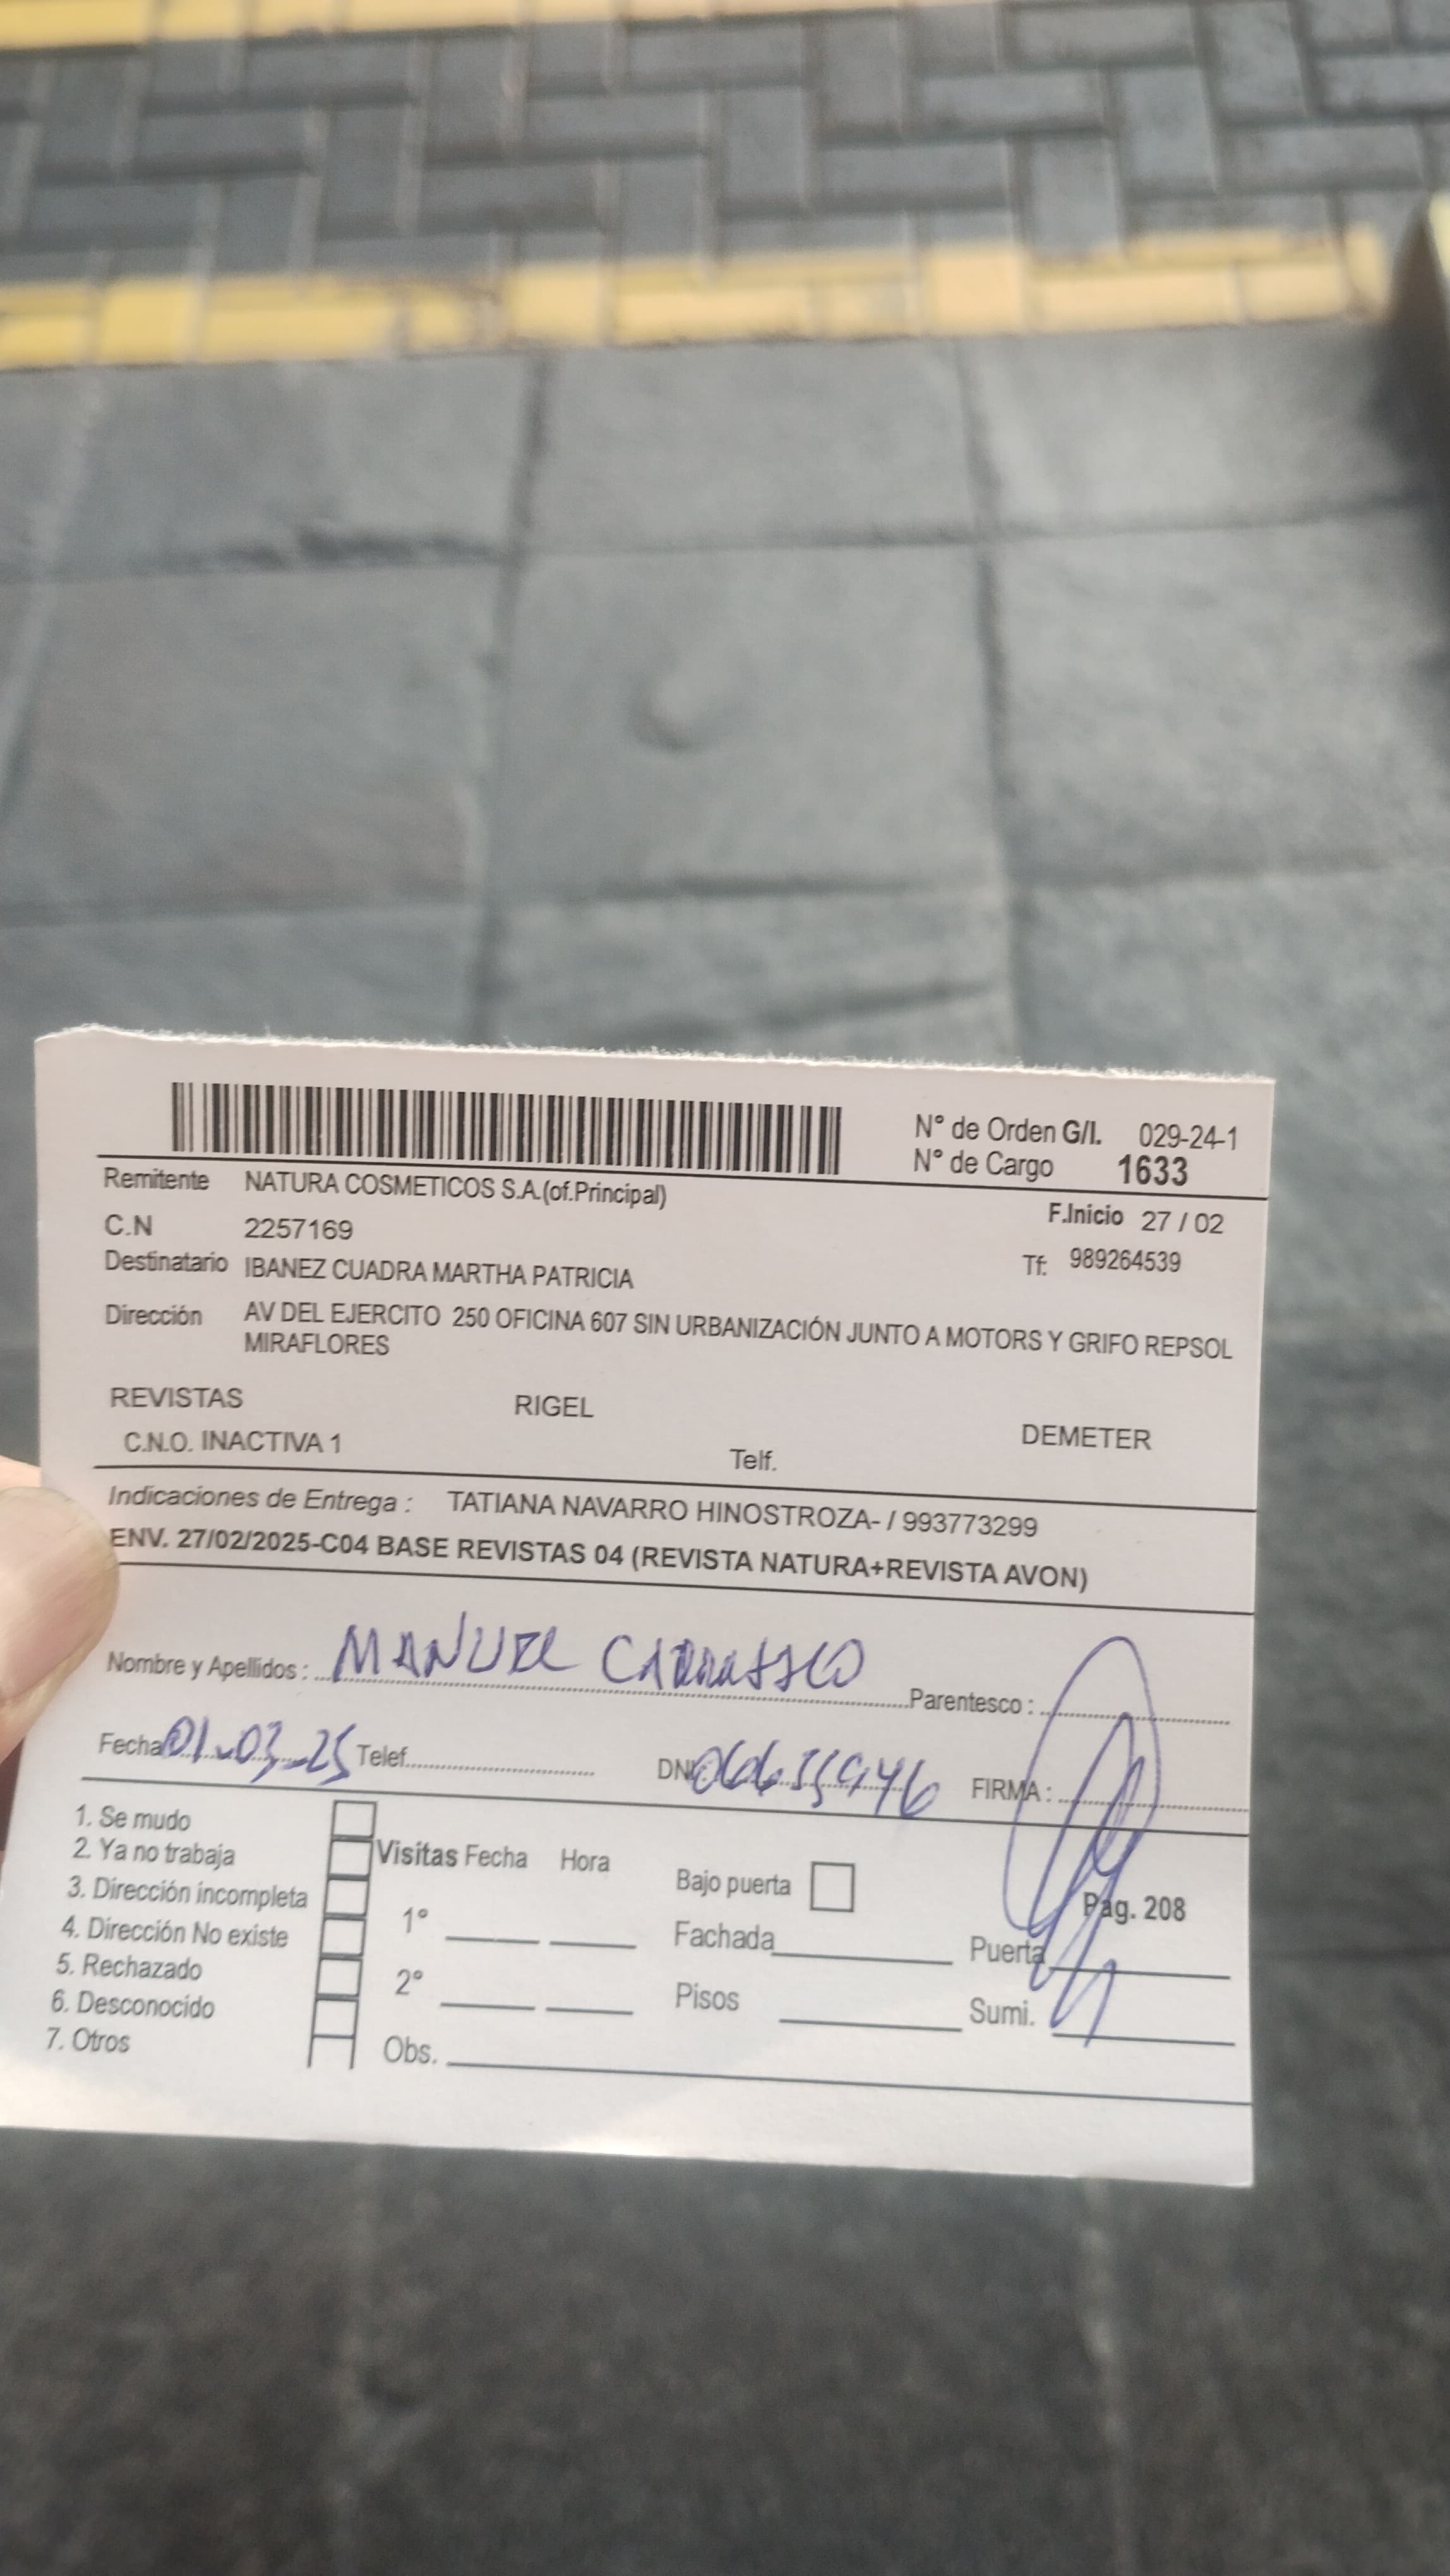 N° de Orden G/I. 029-24-1
N° de Cargo 1633
Remitente NATURA COSMETICOS S.A.(of.Principal)
F.Inicio 27 / 02
C.N 2257169
Destinatario IBANEZ CUADRA MARTHA PATRICIA
Tf: 989264539
Dirección AV DEL EJERCITO 250 OFICINA 607 SIN URBANIZACIÓN JUNTO A MOTORS Y GRIFO REPSOL
MIRAFLORES
REVISTAS RIGEL DEMETER
C.N.O. INACTIVA 1 Telf.
Indicaciones de Entrega : TATIANA NAVARRO HINOSTROZA- / 993773299
ENV. 27/02/2025-C04 BASE REVISTAS 04 (REVISTA NATURA+REVISTA AVON)
Nombre y Apellidos : MANUEL CARRASCO Parentesco :
Fecha 01-03-25 Telef. DNI: FIRMA :
1. Se mudo
2. Ya no trabaja
3. Dirección incompleta
4. Dirección No existe
5. Rechazado
6. Desconocido
7. Otros
Visitas Fecha Hora
1°
2°
Obs.
Bajo puerta
Pag. 208
Fachada Puerta
Pisos Sumi.